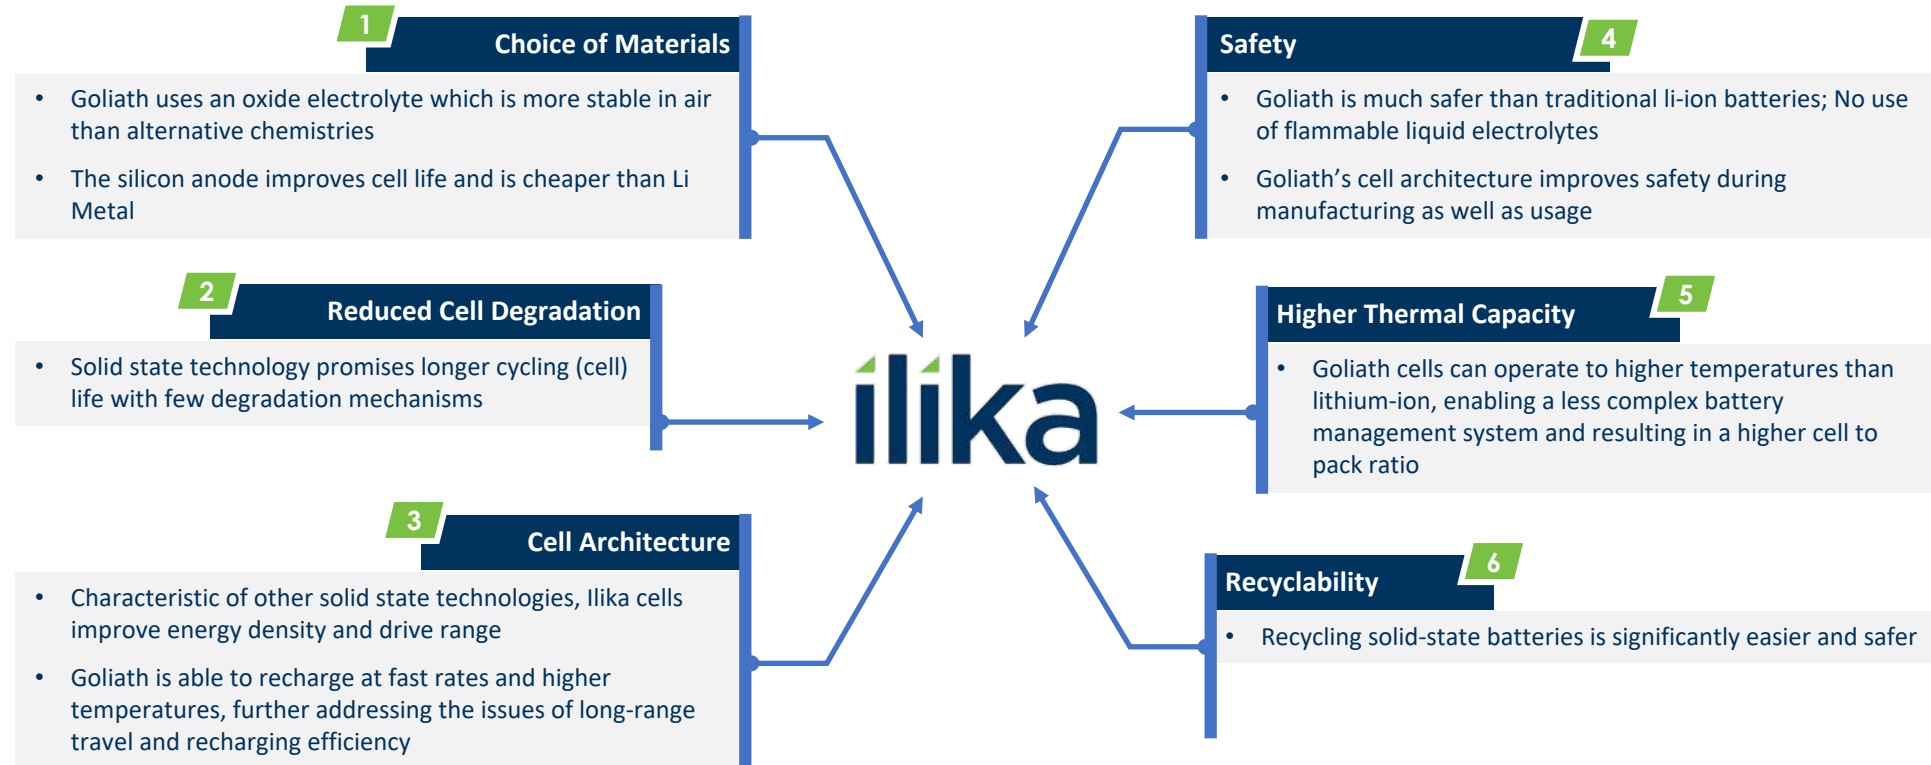 1
Choice of Materials
• Goliath uses an oxide electrolyte which is more stable in air
than alternative chemistries
• The silicon anode improves cell life and is cheaper than Li
Metal
2
Reduced Cell Degradation
• Solid state technology promises longer cycling (cell)
life with few degradation mechanisms
3
Cell Architecture
• Characteristic of other solid state technologies, Ilika cells
improve energy density and drive range
• Goliath is able to recharge at fast rates and higher
temperatures, further addressing the issues of long-range
travel and recharging efficiency
ilika
Safety
4
• Goliath is much safer than traditional li-ion batteries; No use
of flammable liquid electrolytes
• Goliath’s cell architecture improves safety during
manufacturing as well as usage
Higher Thermal Capacity
5
• Goliath cells can operate to higher temperatures than
lithium-ion, enabling a less complex battery
management system and resulting in a higher cell to
pack ratio
Recyclability
6
• Recycling solid-state batteries is significantly easier and safer